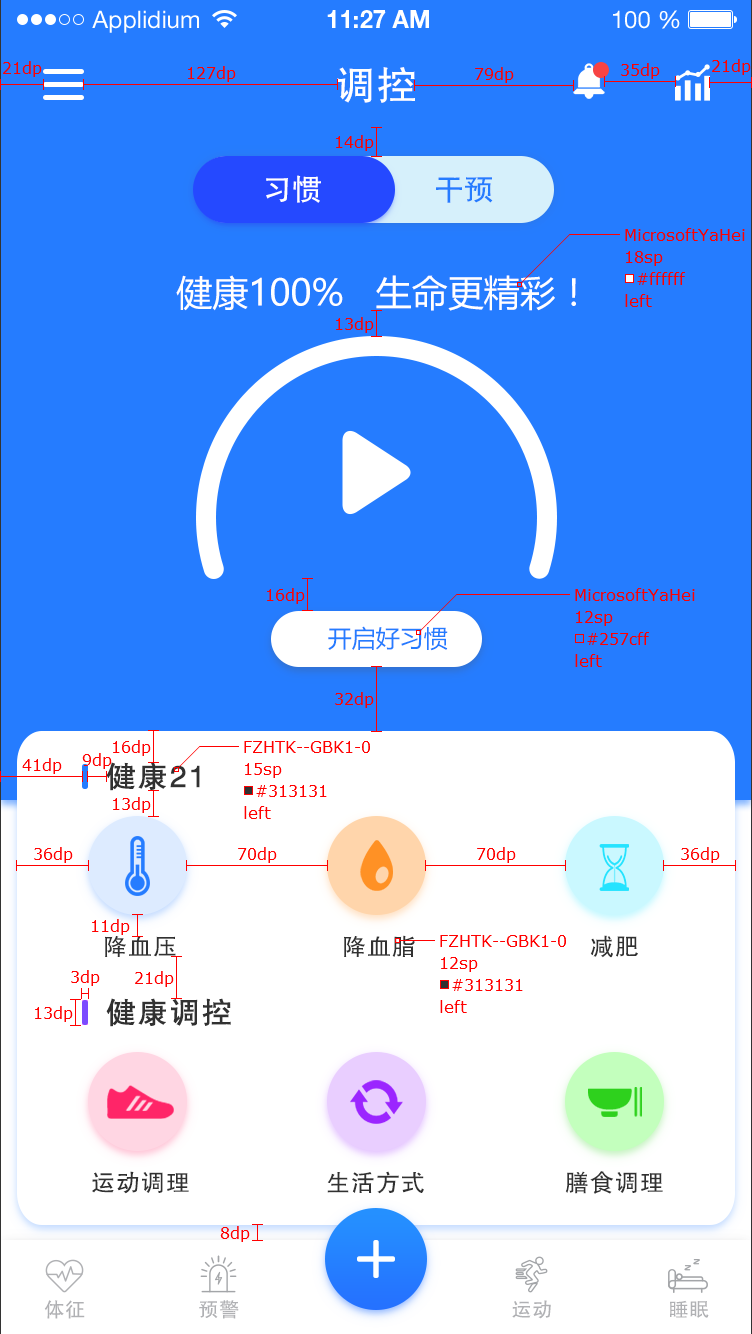 Applidium 11:27 AM 100 %
21dp 127dp 调控 79dp 35dp 21dp
14dp
习惯 干预
MicrosoftYaHei
18sp
#ffffff
left
健康100% 生命更精彩！
13dp
16dp
MicrosoftYaHei
12sp
#257cff
left
开启好习惯
32dp
16dp
FZHTK--GBK1-0
15sp
#313131
left
41dp 9dp 健康21
13dp
36dp 70dp 70dp 36dp
11dp
降血压 降血脂 减肥
FZHTK--GBK1-0
12sp
#313131
left
3dp 21dp
13dp 健康调控
运动调理 生活方式 膳食调理
8dp
体征 预警 运动 睡眠